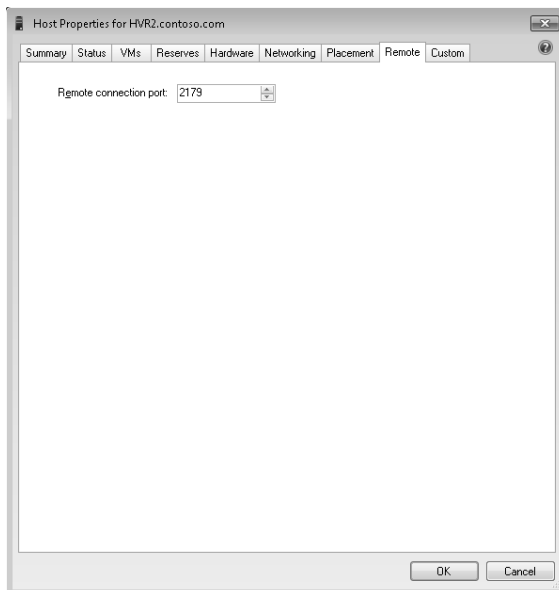 Host Properties for HVR2.contoso.com
Summary Status VMs Reserves Hardware Networking Placement Remote Custom
Remote connection port: 2179
OK Cancel